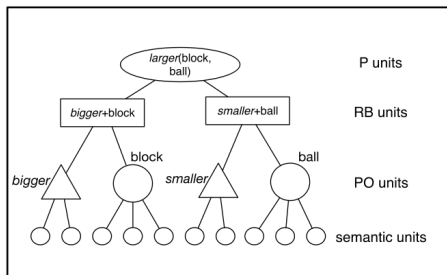 larger(block,
ball)
P units
bigger+block
smaller+ball
RB units
bigger
block
smaller
ball
PO units
semantic units